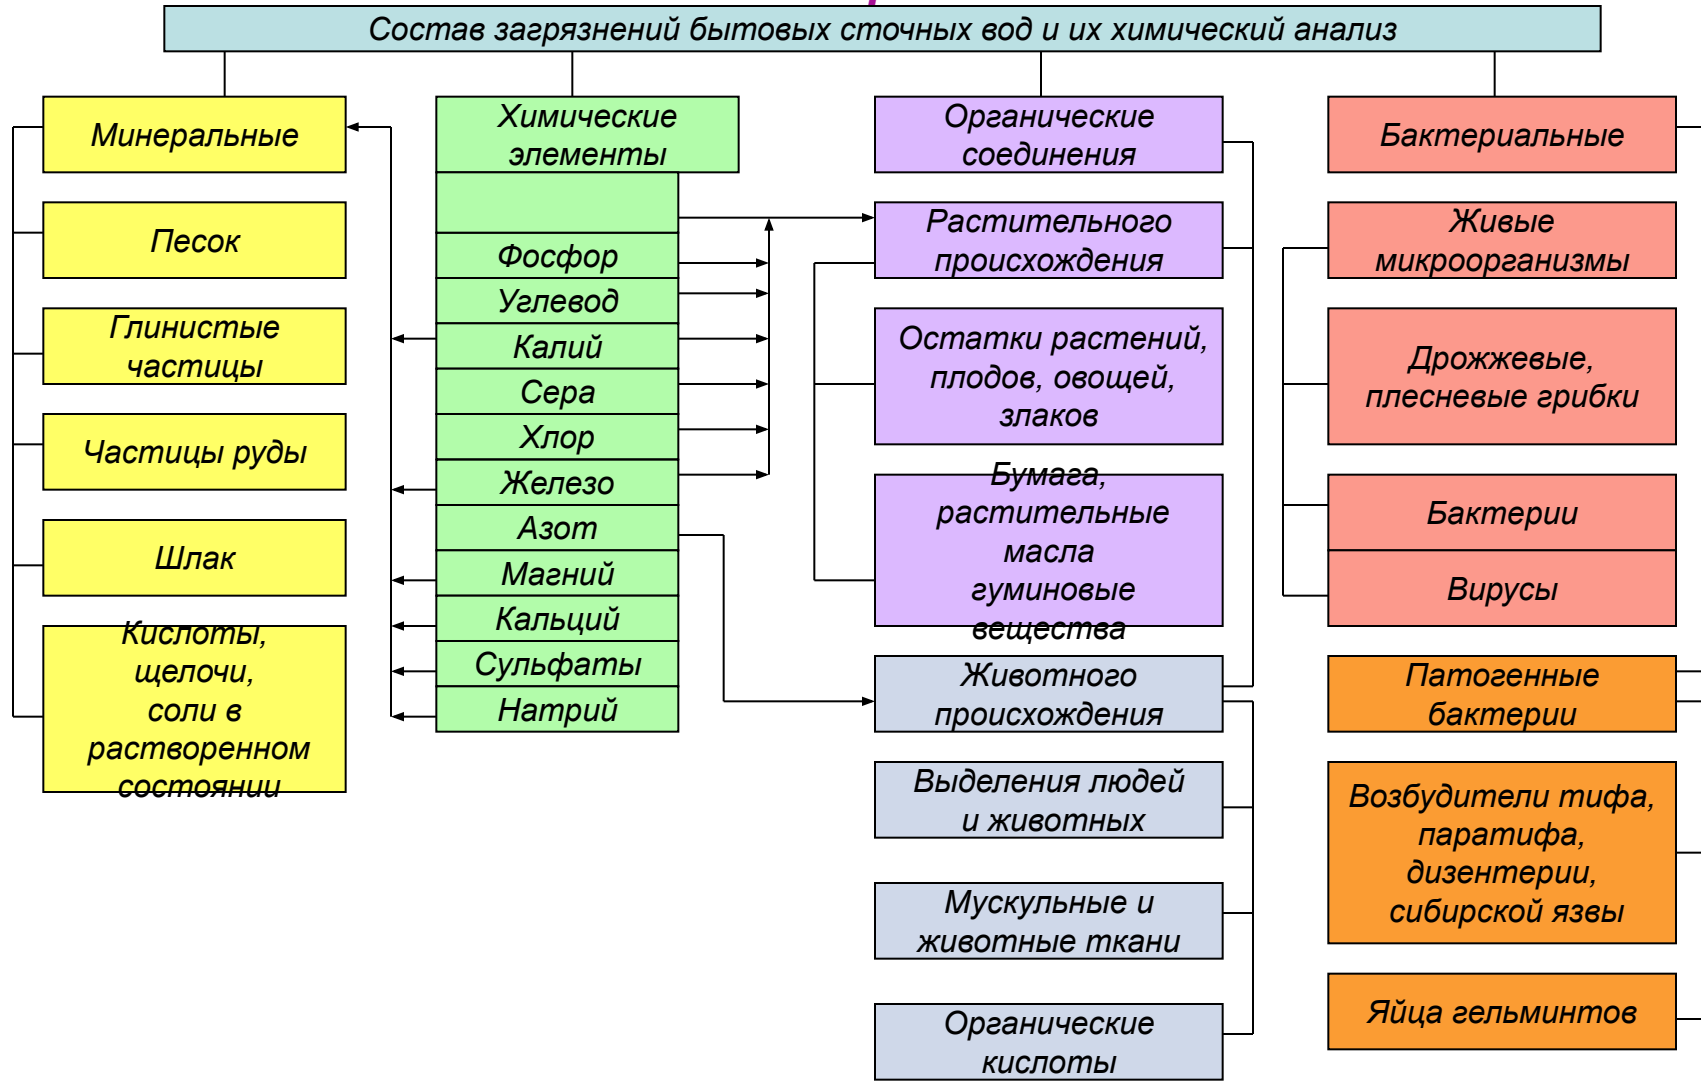 Состав загрязнений бытовых сточных вод и их химический анализ
Минеральные
Песок
Глинистые
частицы
Частицы руды
Шлак
Кислоты,
щелочи,
соли в
растворенном
состоянии
Химические
элементы
Фосфор
Углевод
Калий
Сера
Хлор
Железо
Азот
Магний
Кальций
Сульфаты
Натрий
Органические
соединения
Растительного
происхождения
Остатки растений,
плодов, овощей,
злаков
Бумага,
растительные
масла
гуминовые
вещества
Животного
происхождения
Выделения людей
и животных
Мускульные и
животные ткани
Органические
кислоты
Бактериальные
Живые
микроорганизмы
Дрожжевые,
плесневые грибки
Бактерии
Вирусы
Патогенные
бактерии
Возбудители тифа,
паратифа,
дизентерии,
сибирской язвы
Яйца гельминтов